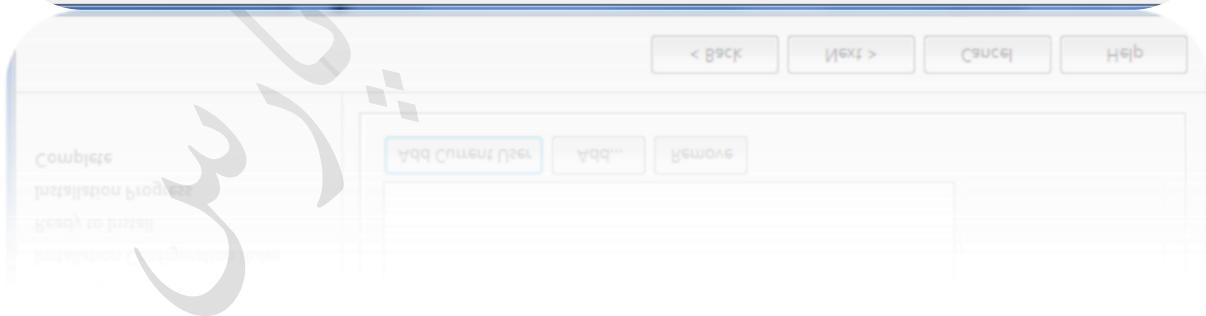 < Back Next > Cancel Help
Complete
Add Current User Add... Remove
Installation Progress
Ready to Install